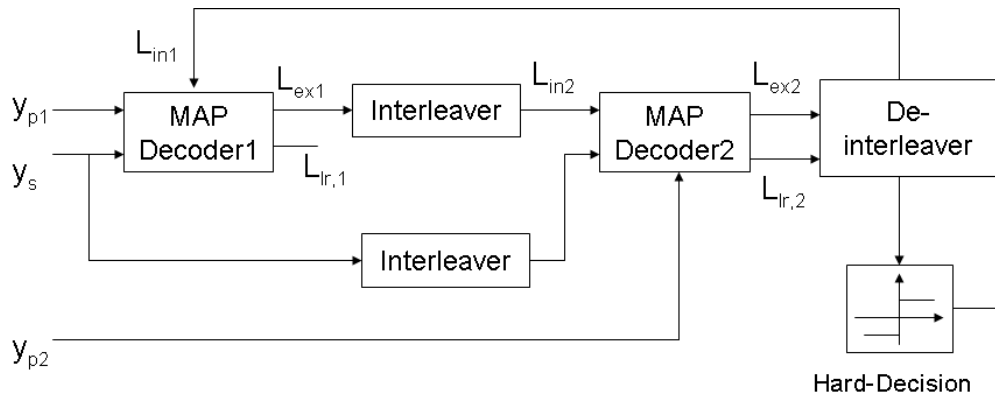 L_in1
L_ex1
L_in2
L_ex2
y_p1
MAP
Decoder1
Interleaver
MAP
Decoder2
De-
interleaver
y_s
L_lr,1
L_lr,2
Interleaver
y_p2
Hard-Decision